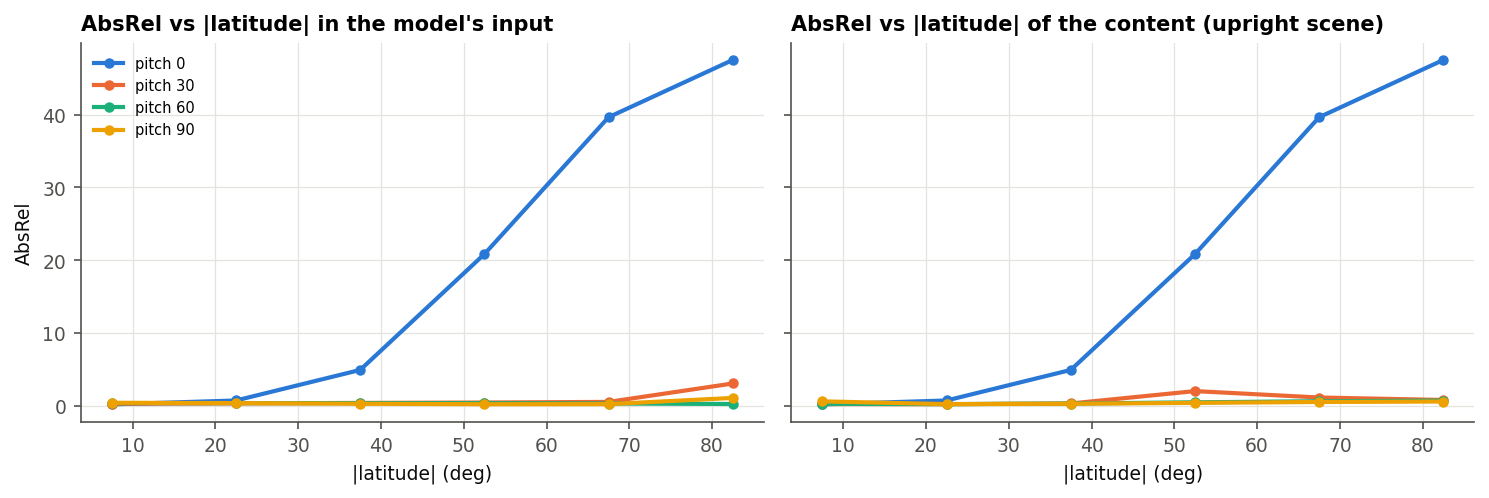 AbsRel vs |latitude| in the model's input
AbsRel vs |latitude| of the content (upright scene)
pitch 0
pitch 30
pitch 60
pitch 90
AbsRel
40
30
20
10
0
10 20 30 40 50 60 70 80
10 20 30 40 50 60 70 80
|latitude| (deg)
|latitude| (deg)